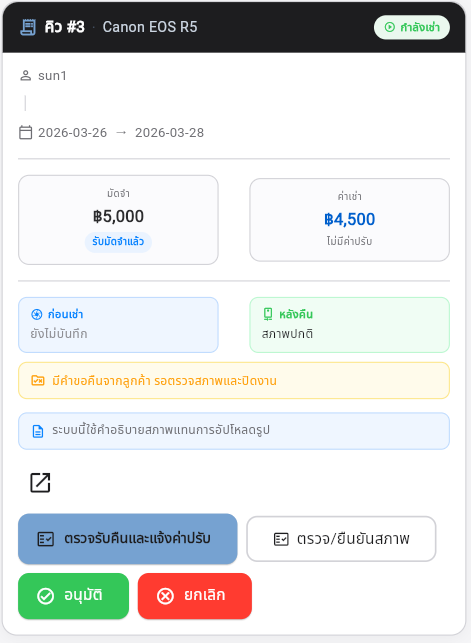 คิว #3 · Canon EOS R5
กำลังเช่า
sun1
2026-03-26 → 2026-03-28
มัดจำ
฿5,000
รับมัดจำแล้ว
ค่าเช่า
฿4,500
ไม่มีค่าปรับ
ก่อนเช่า
ยังไม่บันทึก
หลังคืน
สภาพปกติ
มีคำขอคืนจากลูกค้า รอตรวจสภาพและปิดงาน
ระบบนี้ใช้คำอธิบายสภาพแทนการอัปโหลดรูป
ตรวจรับคืนและแจ้งค่าปรับ
ตรวจ/ยืนยันสภาพ
อนุมัติ
ยกเลิก